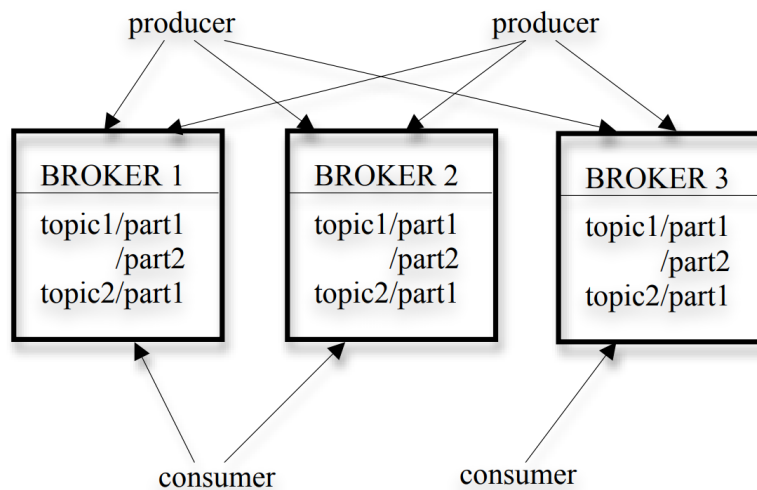 producer
producer
BROKER 1
topic1/part1
/part2
topic2/part1
BROKER 2
topic1/part1
/part2
topic2/part1
BROKER 3
topic1/part1
/part2
topic2/part1
consumer
consumer